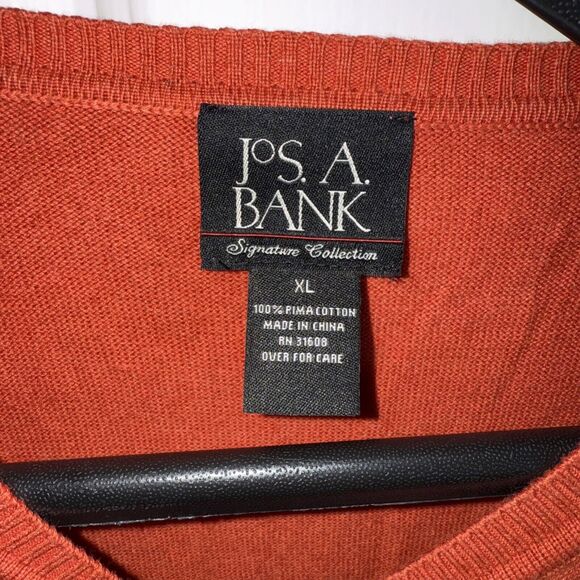 JOS. A.
BANK
Signature Collection
XL
100% PIMA COTTON
MADE IN CHINA
RN 31608
OVER FOR CARE